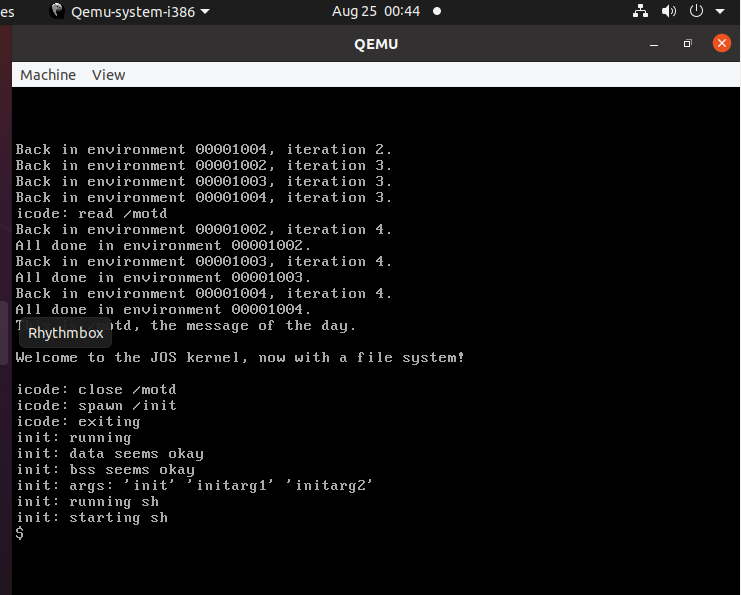 es Qemu-system-i386 Aug 25 00:44
QEMU
Machine View
Back in environment 00001004, iteration 2.
Back in environment 00001002, iteration 3.
Back in environment 00001003, iteration 3.
Back in environment 00001004, iteration 3.
icode: read /motd
Back in environment 00001002, iteration 4.
All done in environment 00001002.
Back in environment 00001003, iteration 4.
All done in environment 00001003.
Back in environment 00001004, iteration 4.
All done in environment 00001004.
td, the message of the day.
Rhythmbox
Welcome to the JOS kernel, now with a file system!
icode: close /motd
icode: spawn /init
icode: exiting
init: running
init: data seems okay
init: bss seems okay
init: args: 'init' 'initarg1' 'initarg2'
init: running sh
init: starting sh
$